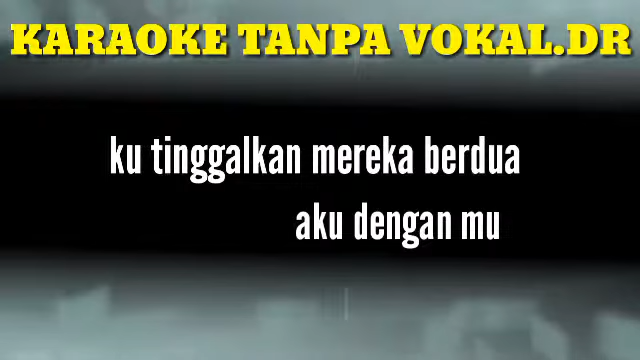 KARAOKE TANPA VOKAL.DR
ku tinggalkan mereka berdua
aku dengan mu